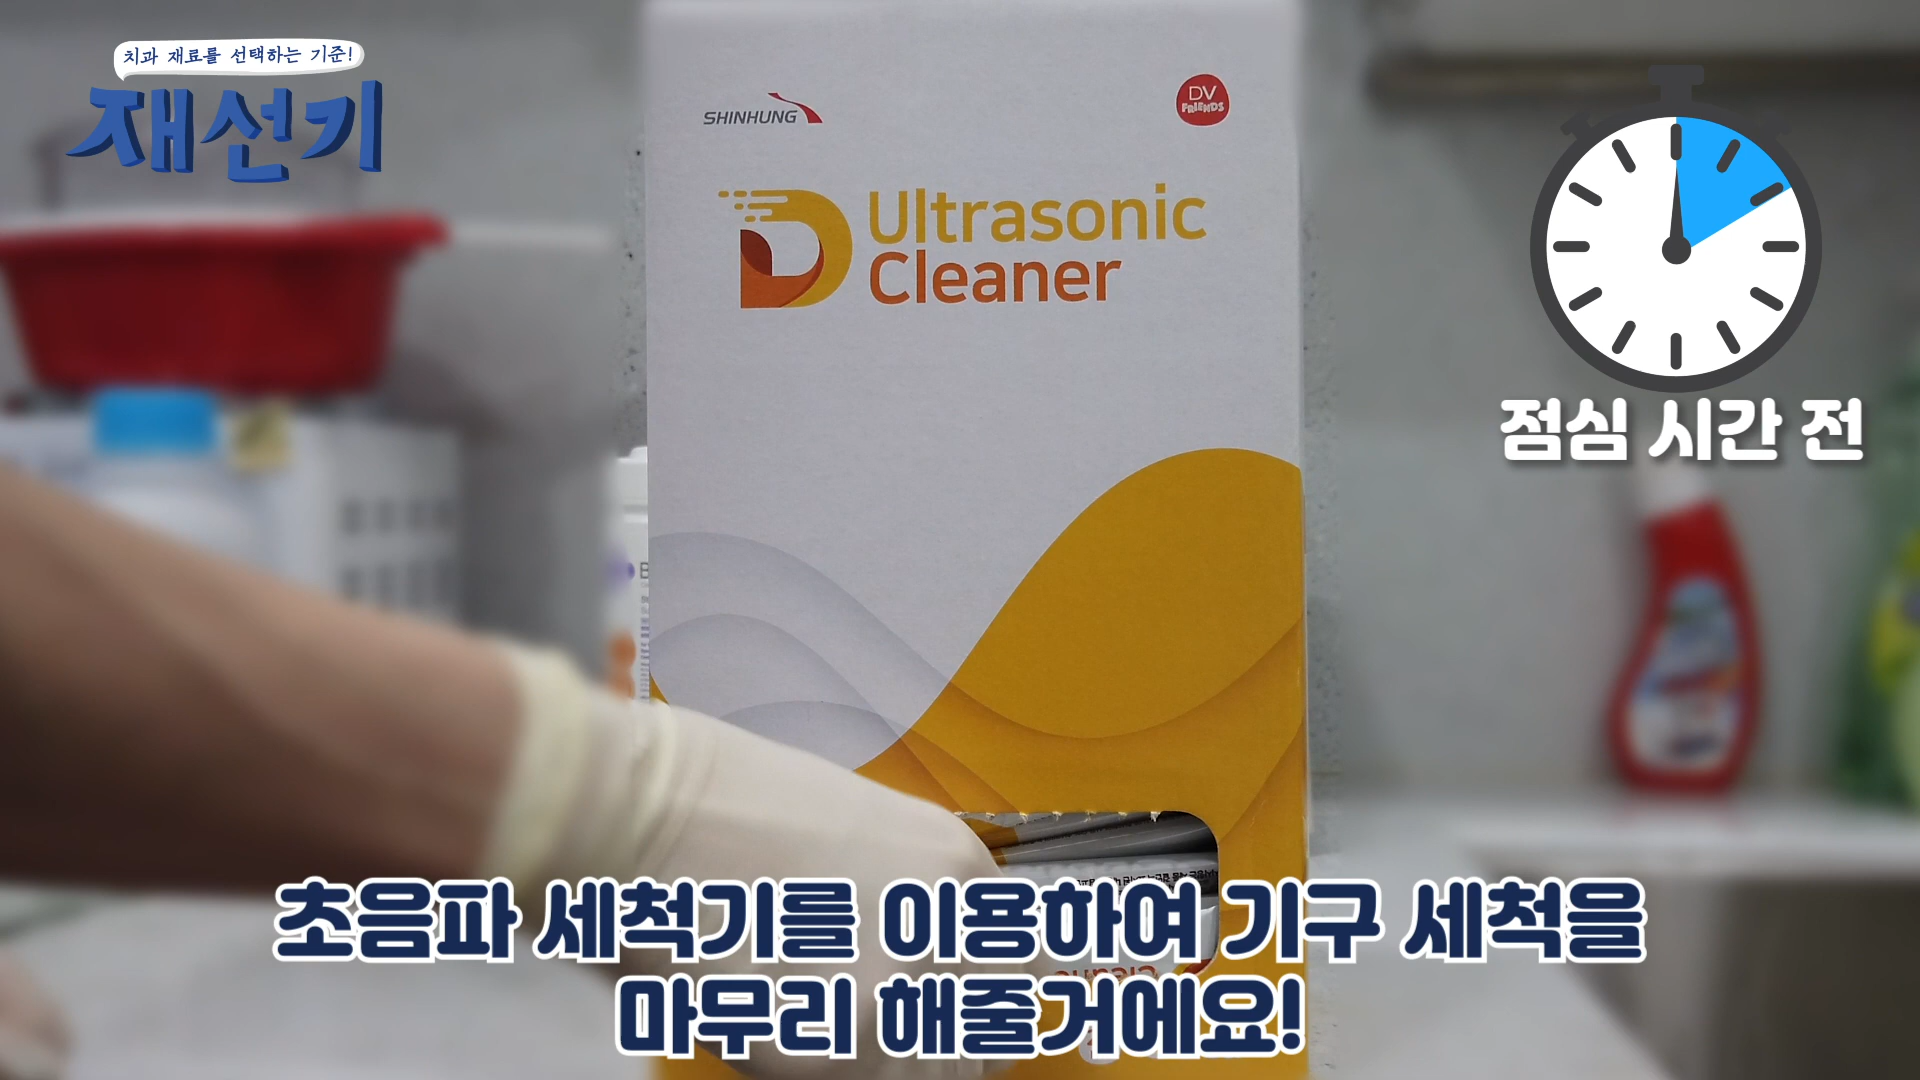 치과 재료를 선택하는 기준!
재선기
SHINHUNG
DV
FRIENDS
Ultrasonic
Cleaner
점심 시간 전
초음파 세척기를 이용하여 기구 세척을
마무리 해줄거에요!